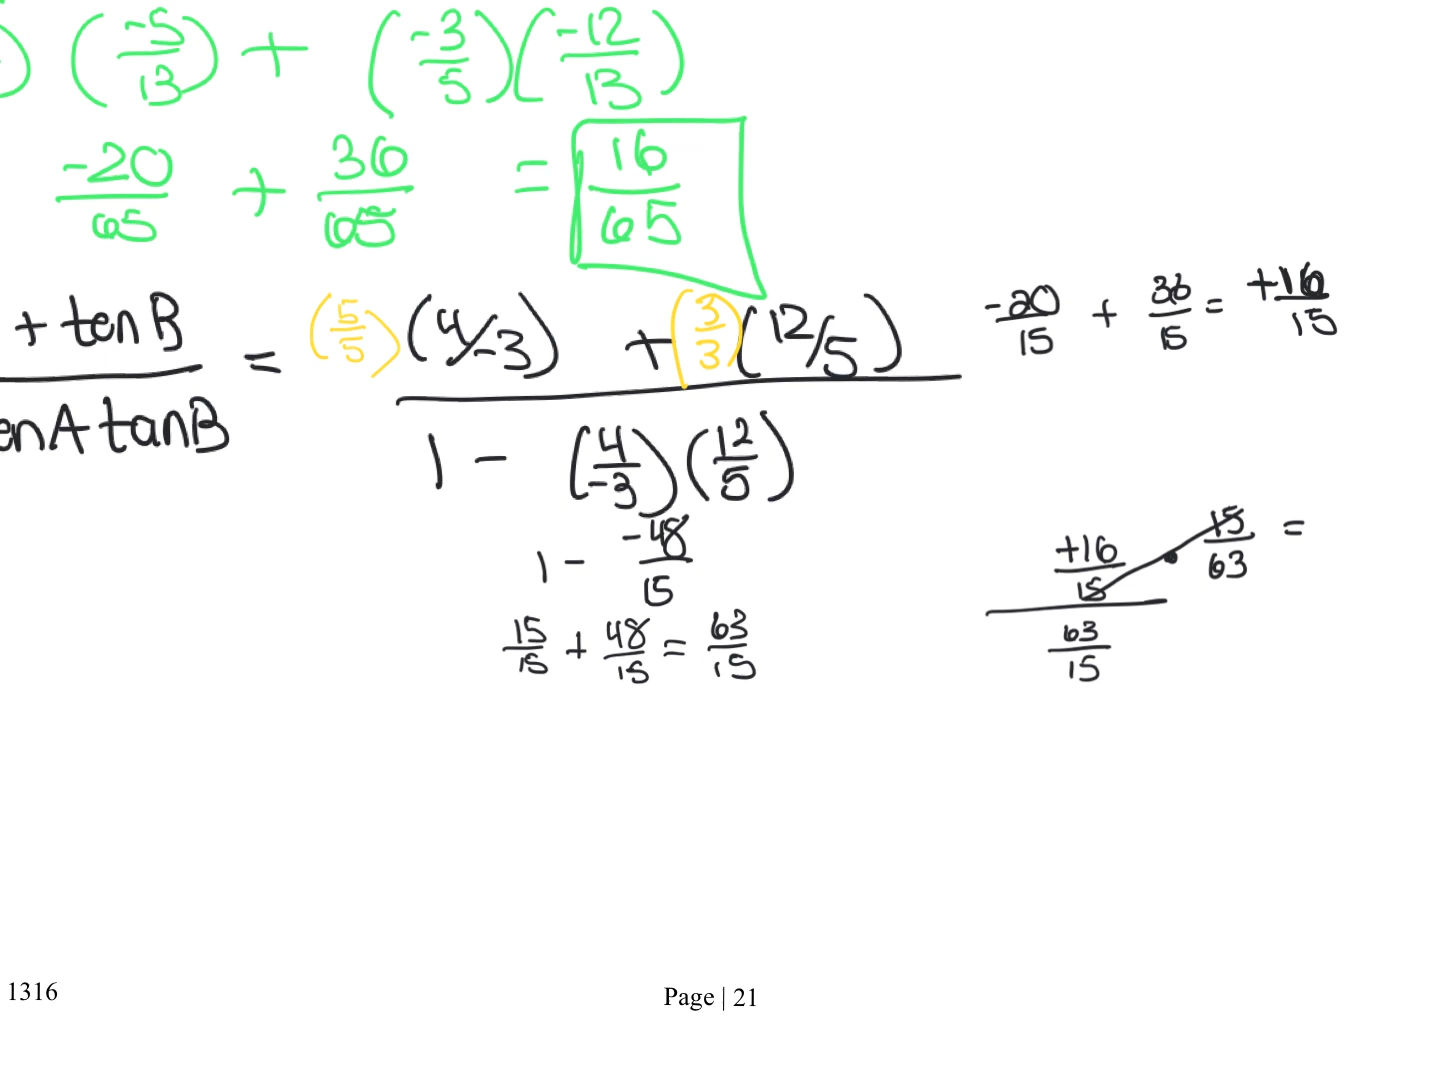 ) (-5/13) + (-3/5)(-12/13)
-20/65 + 36/65 = 16/65
+ tan B = (5/5) (4/-3) + (3/3) (12/5)
-20/15 + 36/15 = +16/15
enA tanB 1 - (4/-3) (12/5)
1 - -48/15
15/15 + 48/15 = 63/15
+16/15 • 15/63 =
63/15
1316
Page | 21